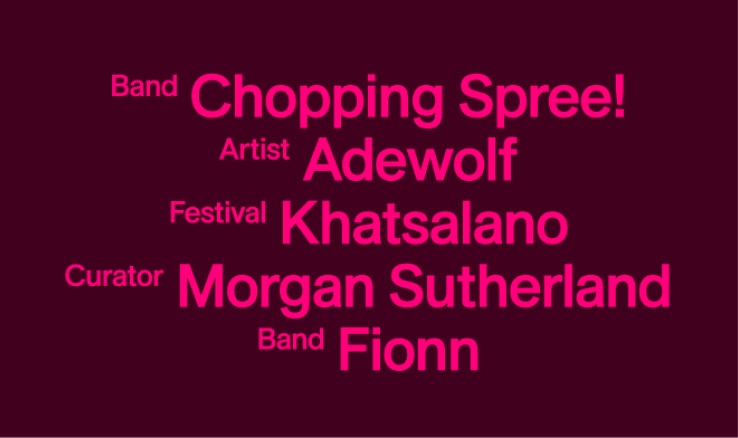 Band Chopping Spree!
Artist Adewolf
Festival Khatsalano
Curator Morgan Sutherland
Band Fionn